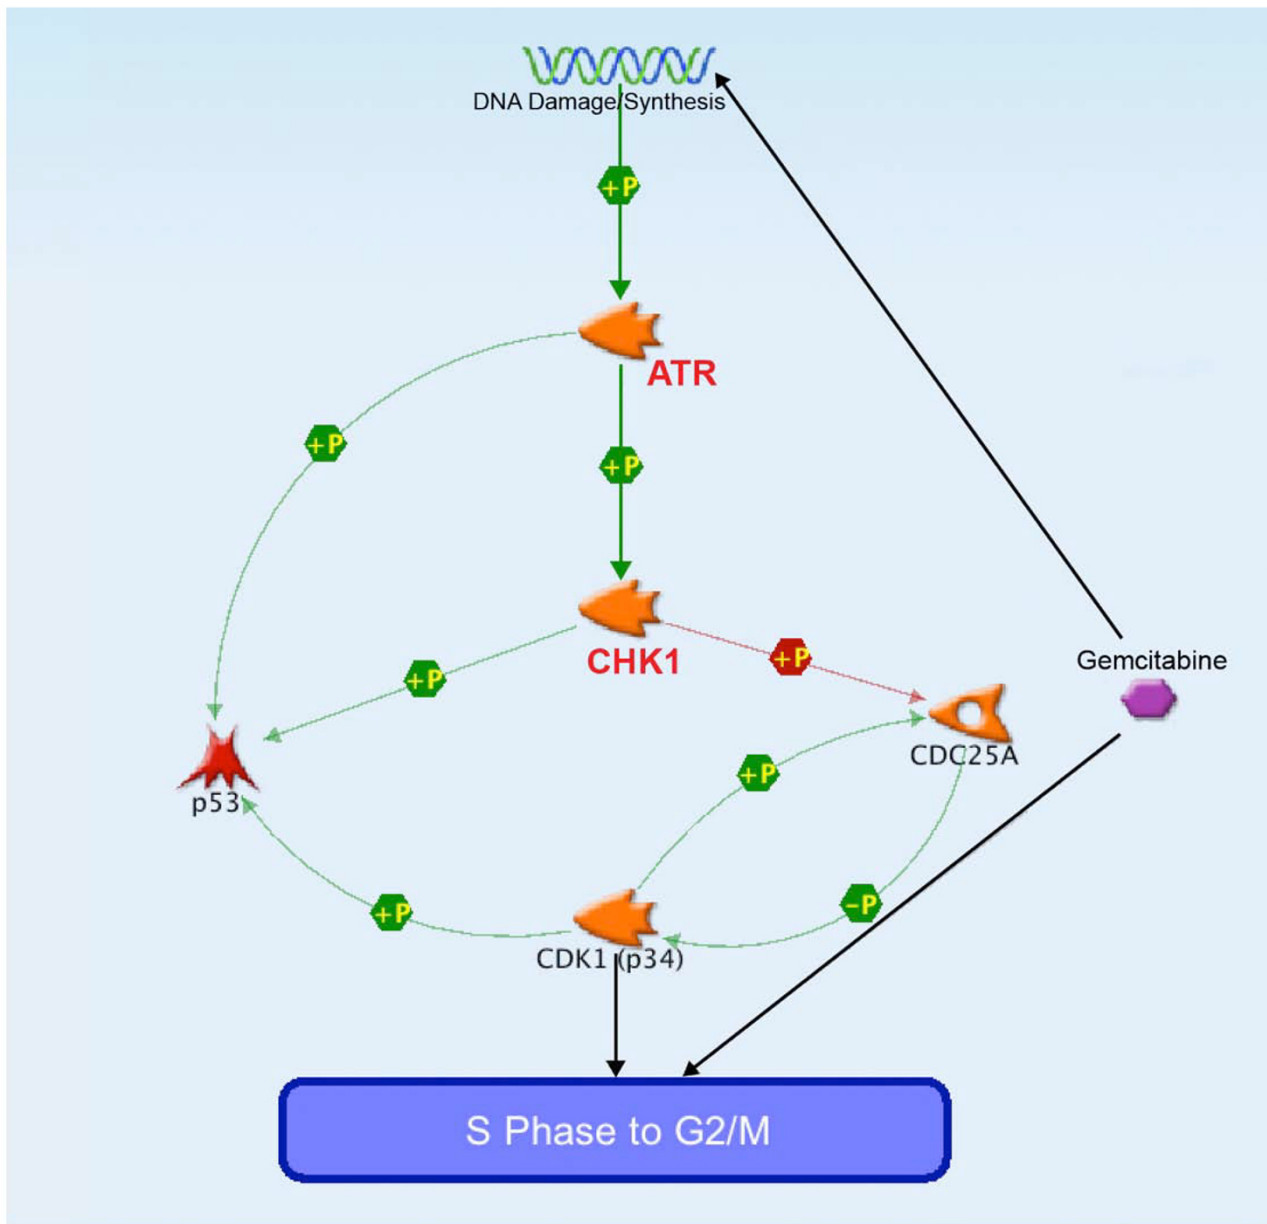 DNA Damage/Synthesis
+P
ATR
+P
+P
CHK1
+P
+P
Gemcitabine
CDC25A
+P
p53
+P
-P
CDK1 (p34)
S Phase to G2/M